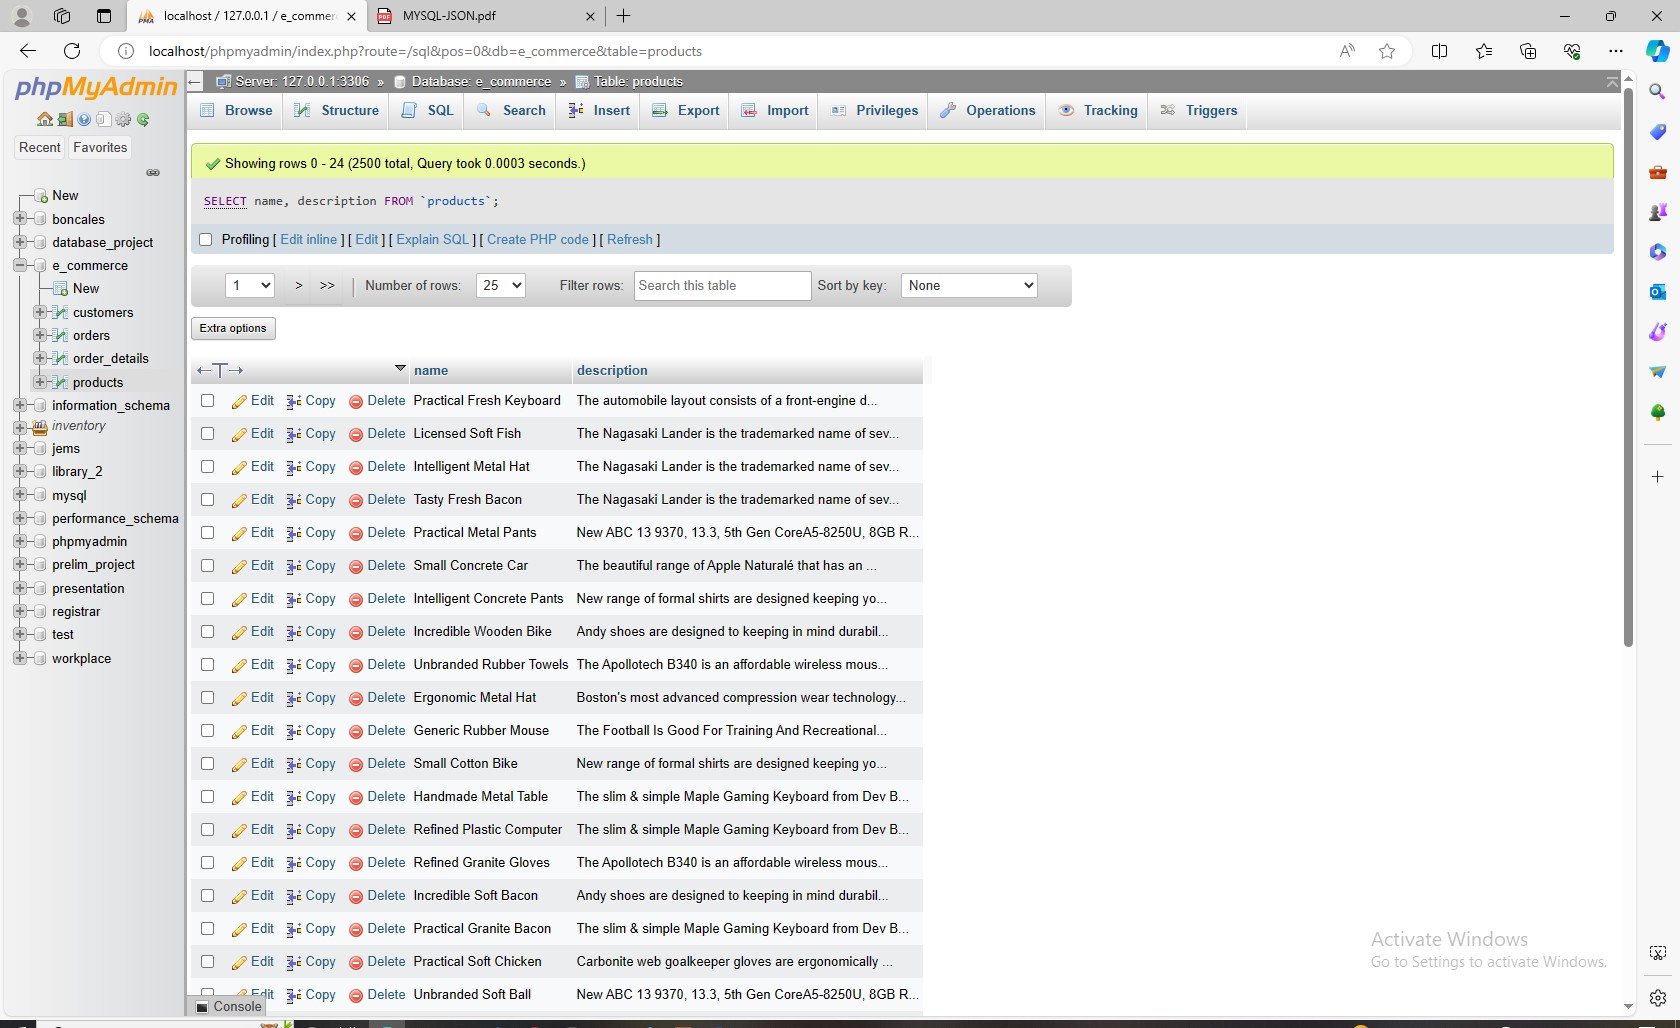 localhost / 127.0.0.1 / e_commer
MYSQL-JSON.pdf
localhost/phpmyadmin/index.php?route=/sql&pos=0&db=e_commerce&table=products
phpMyAdmin
Recent Favorites
New
boncales
database_project
e_commerce
New
customers
orders
order_details
products
information_schema
inventory
jems
library_2
mysql
performance_schema
phpmyadmin
prelim_project
presentation
registrar
test
workplace
Server: 127.0.0.1:3306 » Database: e_commerce » Table: products
Browse Structure SQL Search Insert Export Import Privileges Operations Tracking Triggers
Showing rows 0 - 24 (2500 total, Query took 0.0003 seconds.)
SELECT name, description FROM `products`;
Profiling [ Edit inline ] [ Edit ] [ Explain SQL ] [ Create PHP code ] [ Refresh ]
1 > >> | Number of rows: 25 Filter rows: Search this table Sort by key: None
Extra options
←T→ name description
Edit Copy Delete Practical Fresh Keyboard The automobile layout consists of a front-engine d...
Edit Copy Delete Licensed Soft Fish The Nagasaki Lander is the trademarked name of sev...
Edit Copy Delete Intelligent Metal Hat The Nagasaki Lander is the trademarked name of sev...
Edit Copy Delete Tasty Fresh Bacon The Nagasaki Lander is the trademarked name of sev...
Edit Copy Delete Practical Metal Pants New ABC 13 9370, 13.3, 5th Gen CoreA5-8250U, 8GB R...
Edit Copy Delete Small Concrete Car The beautiful range of Apple Naturalé that has an ...
Edit Copy Delete Intelligent Concrete Pants New range of formal shirts are designed keeping yo...
Edit Copy Delete Incredible Wooden Bike Andy shoes are designed to keeping in mind durabil...
Edit Copy Delete Unbranded Rubber Towels The Apollotech B340 is an affordable wireless mous...
Edit Copy Delete Ergonomic Metal Hat Boston's most advanced compression wear technology...
Edit Copy Delete Generic Rubber Mouse The Football Is Good For Training And Recreational...
Edit Copy Delete Small Cotton Bike New range of formal shirts are designed keeping yo...
Edit Copy Delete Handmade Metal Table The slim & simple Maple Gaming Keyboard from Dev B...
Edit Copy Delete Refined Plastic Computer The slim & simple Maple Gaming Keyboard from Dev B...
Edit Copy Delete Refined Granite Gloves The Apollotech B340 is an affordable wireless mous...
Edit Copy Delete Incredible Soft Bacon Andy shoes are designed to keeping in mind durabil...
Edit Copy Delete Practical Granite Bacon The slim & simple Maple Gaming Keyboard from Dev B...
Edit Copy Delete Practical Soft Chicken Carbonite web goalkeeper gloves are ergonomically ...
Edit Copy Delete Unbranded Soft Ball New ABC 13 9370, 13.3, 5th Gen CoreA5-8250U, 8GB R...
Console
Activate Windows
Go to Settings to activate Windows.